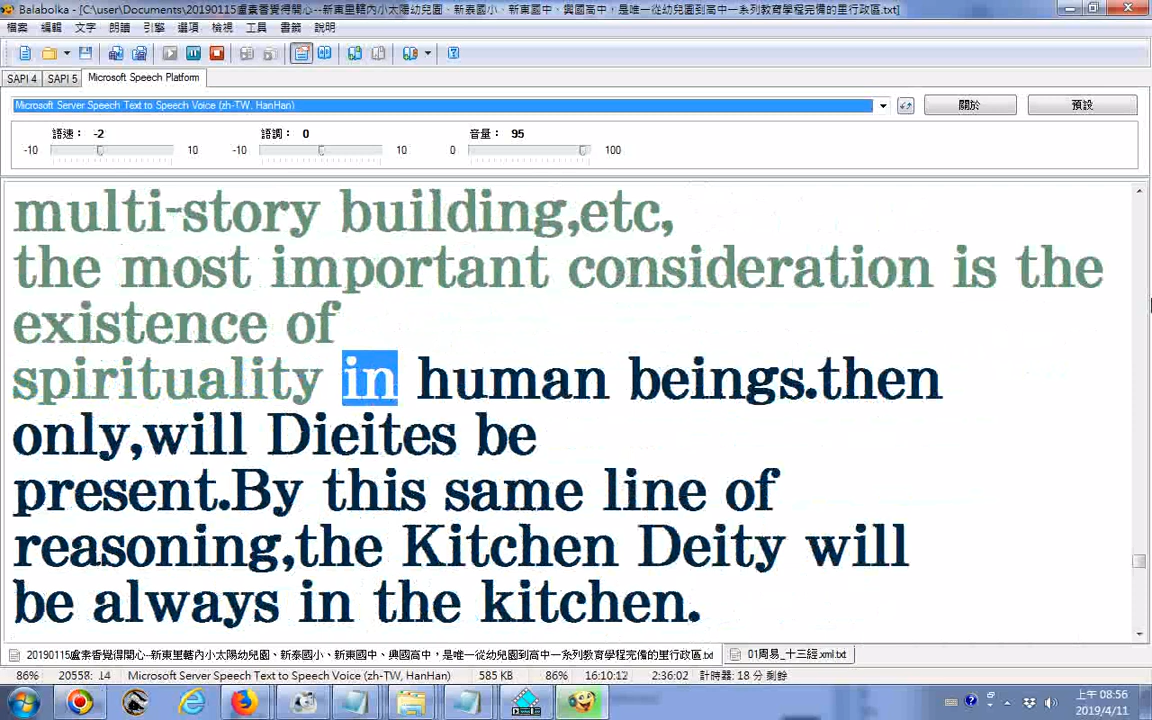 Balabolka - [C:\user\Documents\20190115盧素香覺得開心--新東里轄內小太陽幼兒園、新泰國小、新東國中、興國高中，是唯一從幼兒園到高中一系列教育學程完備的里行政區.txt]
檔案 編輯 文字 朗讀 引擎 選項 檢視 工具 書籤 說明
SAPI 4 SAPI 5 Microsoft Speech Platform
Microsoft Server Speech Text to Speech Voice (zh-TW, HanHan)
關於 預設
語速： -2 語調： 0 音量： 95
-10 10 -10 10 0 100
multi-story building,etc,
the most important consideration is the
existence of
spirituality in human beings.then
only,will Dieites be
present.By this same line of
reasoning,the Kitchen Deity will
be always in the kitchen.
20190115盧素香覺得開心--新東里轄內小太陽幼兒園、新泰國小、新東國中、興國高中，是唯一從幼兒園到高中一系列教育學程完備的里行政區.txt 01周易_十三經.xml.txt
86% 20558: 14 Microsoft Server Speech Text to Speech Voice (zh-TW, HanHan) 585 KB 86% 16:10:12 2:36:02 計時器：18 分 剩餘
上午 08:56
2019/4/11